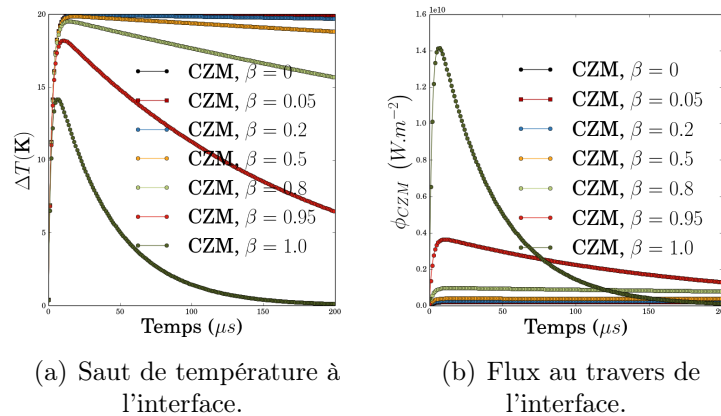 20
15
10
5
0
0
50
100
150
200
ΔT(K)
Temps (μs)
CZM, β = 0
CZM, β = 0.05
CZM, β = 0.2
CZM, β = 0.5
CZM, β = 0.8
CZM, β = 0.95
CZM, β = 1.0
(a) Saut de température à
l'interface.
1.6 1e10
1.4
1.2
1.0
0.8
0.6
0.4
0.2
0.0
0
50
100
150
200
ϕCZM (W.m−2)
Temps (μs)
CZM, β = 0
CZM, β = 0.05
CZM, β = 0.2
CZM, β = 0.5
CZM, β = 0.8
CZM, β = 0.95
CZM, β = 1.0
(b) Flux au travers de
l'interface.